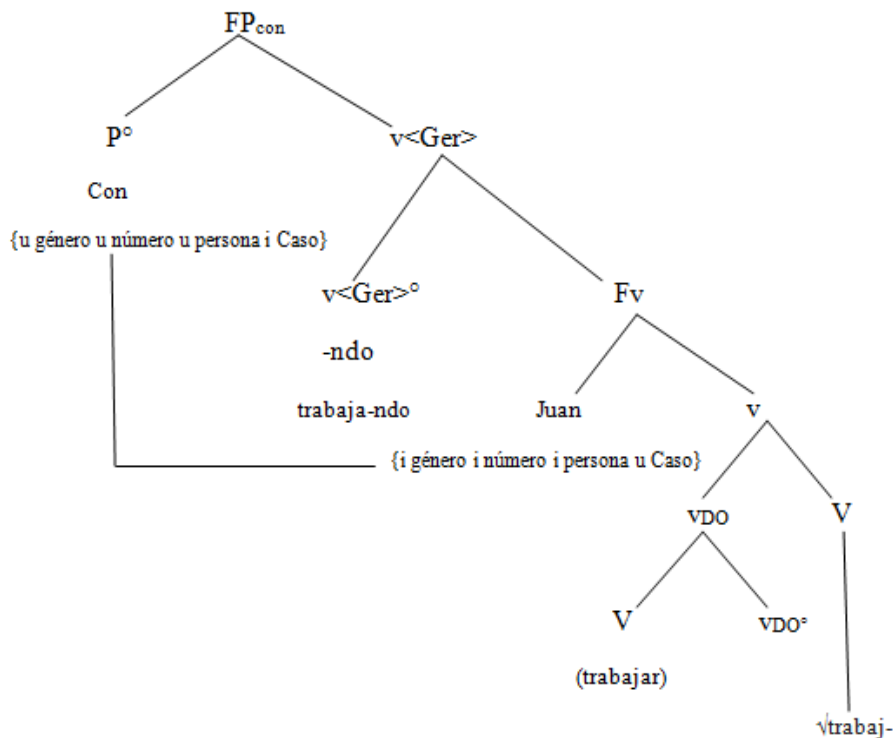 FPcon
P° v<Ger>
Con
{u género u número u persona i Caso}
v<Ger>° Fv
-ndo
trabaja-ndo Juan v
{i género i número i persona u Caso}
vDO V
V vDO°
(trabajar)
√trabaj-